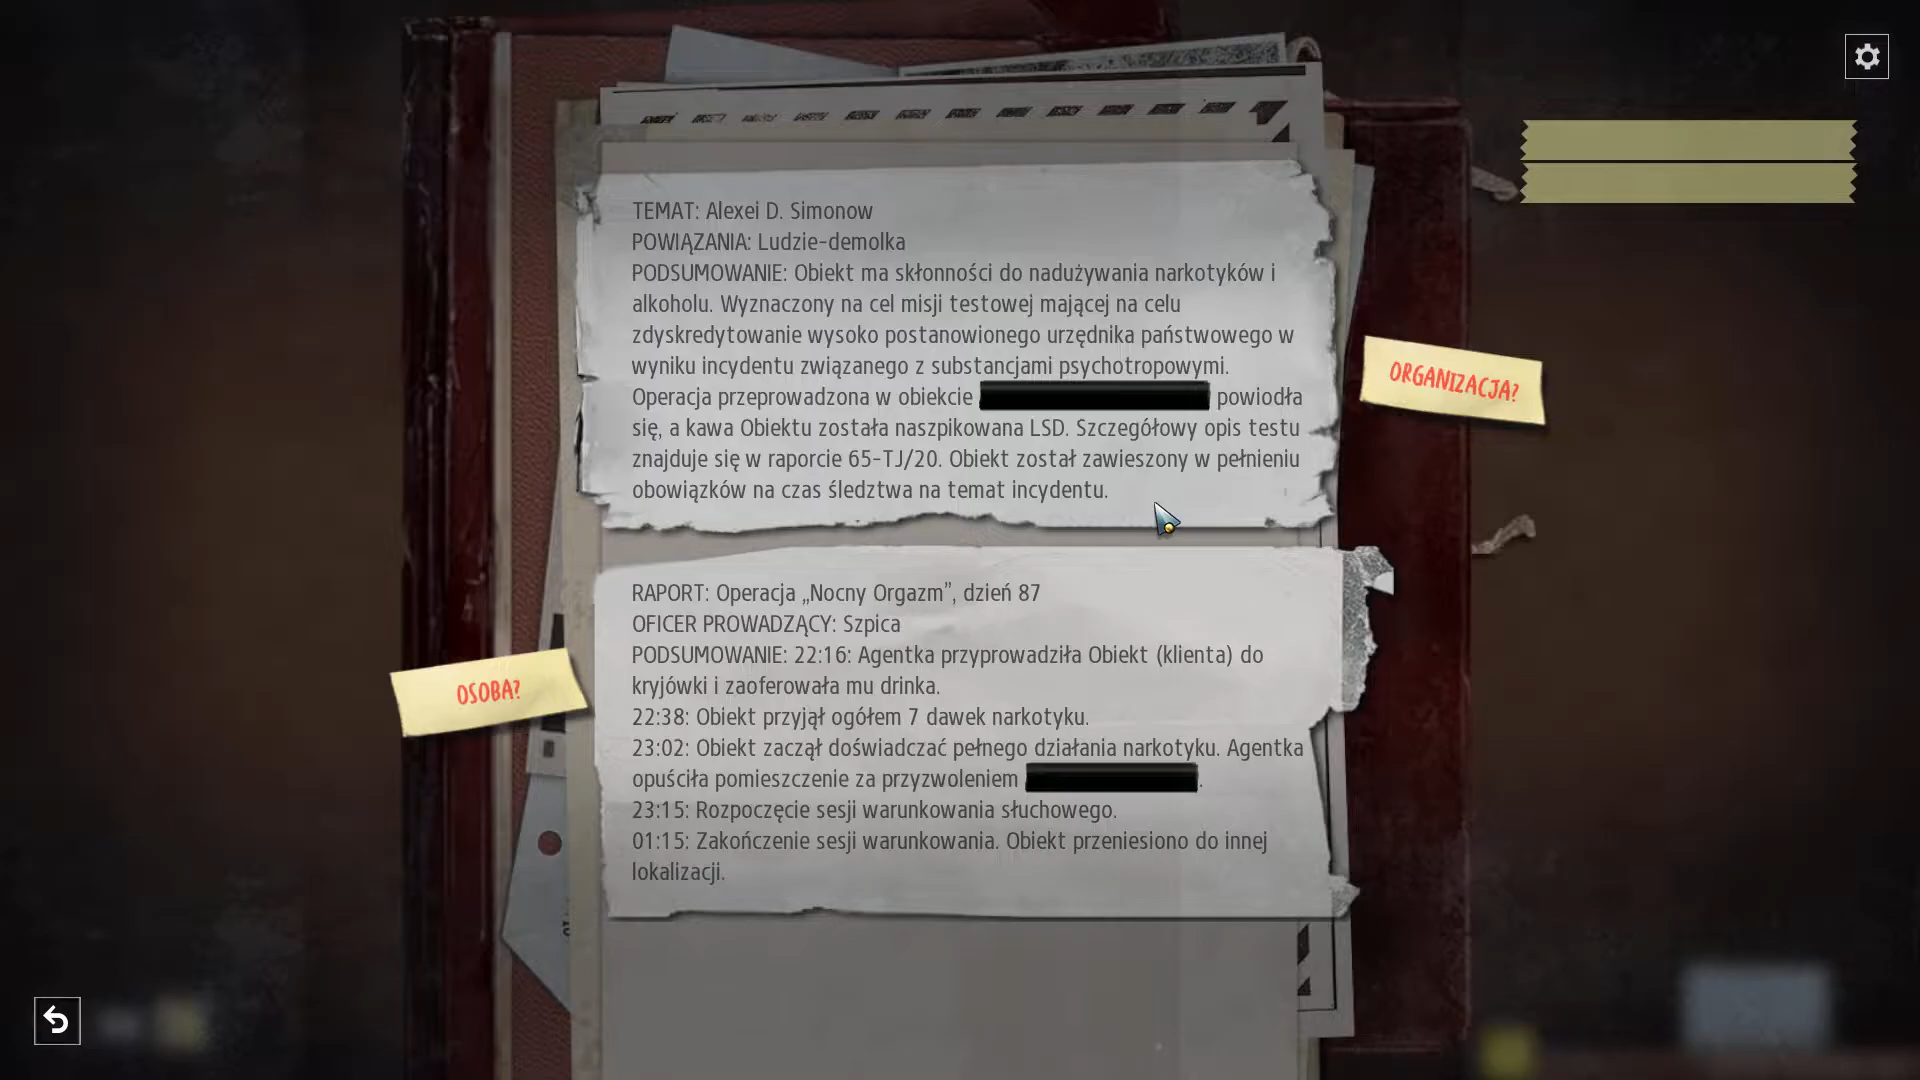 TEMAT: Alexei D. Simonow
POWIĄZANIA: Ludzie-demolka
PODSUMOWANIE: Obiekt ma skłonności do nadużywania narkotyków i
alkoholu. Wyznaczony na cel misji testowej mającej na celu
zdyskredytowanie wysoko postanowionego urzędnika państwowego w
wyniku incydentu związanego z substancjami psychotropowymi.
Operacja przeprowadzona w obiekcie powiodła
się, a kawa Obiektu została naszpikowana LSD. Szczegółowy opis testu
znajduje się w raporcie 65-TJ/20. Obiekt został zawieszony w pełnieniu
obowiązków na czas śledztwa na temat incydentu.
ORGANIZACJA?
RAPORT: Operacja „Nocny Orgazm”, dzień 87
OFICER PROWADZĄCY: Szpica
PODSUMOWANIE: 22:16: Agentka przyprowadziła Obiekt (klienta) do
kryjówki i zaoferowała mu drinka.
22:38: Obiekt przyjął ogółem 7 dawek narkotyku.
23:02: Obiekt zaczął doświadczać pełnego działania narkotyku. Agentka
opuściła pomieszczenie za przyzwoleniem .
23:15: Rozpoczęcie sesji warunkowania słuchowego.
01:15: Zakończenie sesji warunkowania. Obiekt przeniesiono do innej
lokalizacji.
OSOBA?